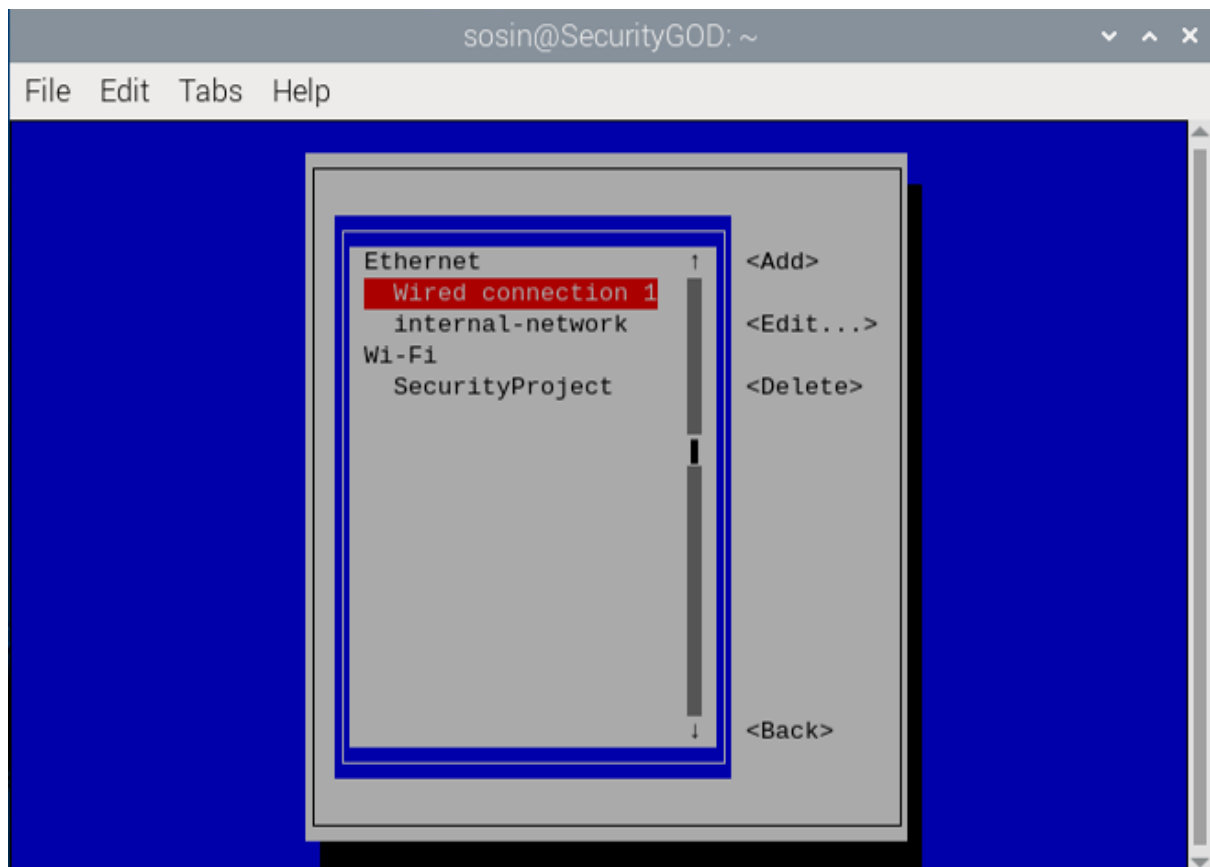 sosin@SecurityGOD: ~
File Edit Tabs Help
Ethernet ↑ <Add>
Wired connection 1
internal-network <Edit...>
Wi-Fi
SecurityProject <Delete>
↓ <Back>